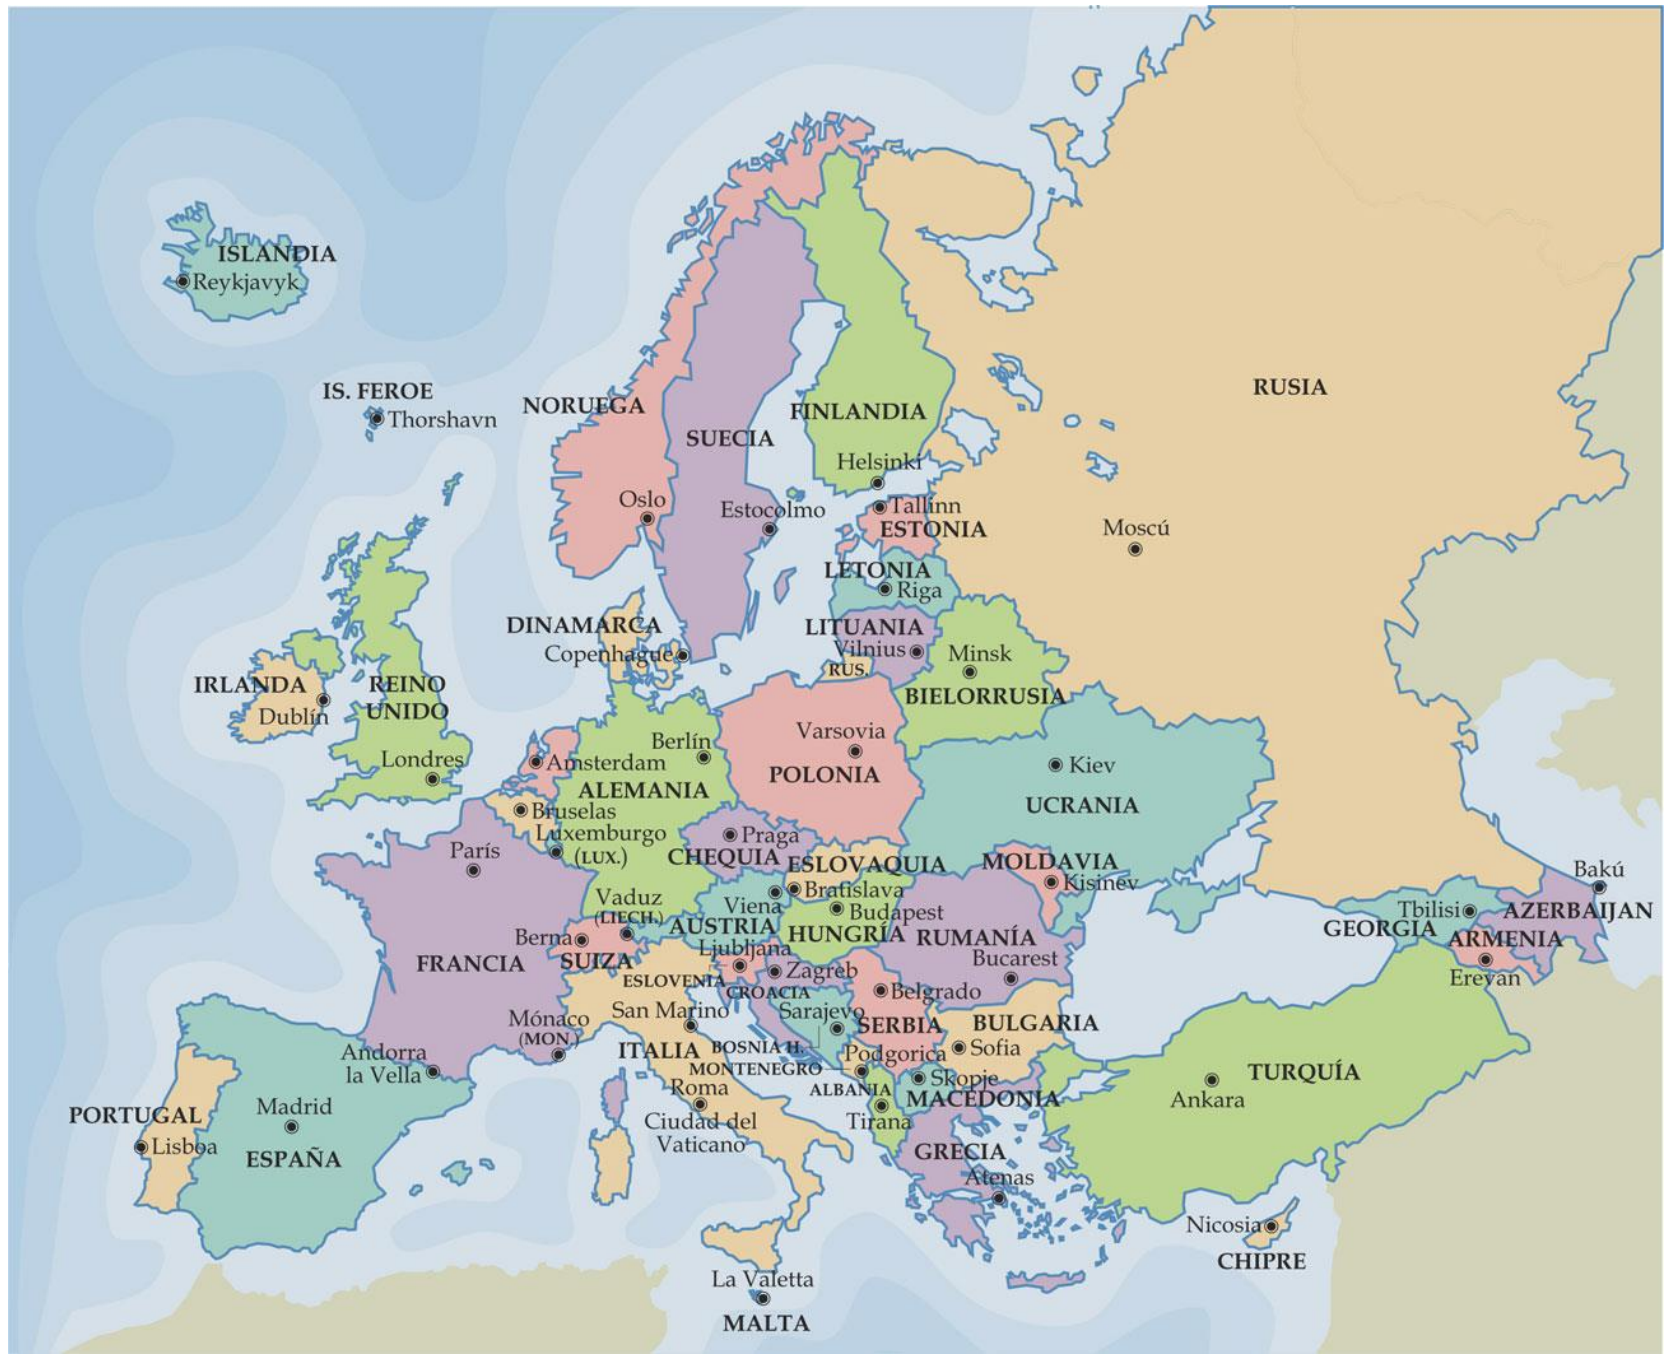 ISLANDIA
Reykjavyk
IS. FEROE
Thorshavn
NORUEGA
Oslo
SUECIA
Estocolmo
FINLANDIA
Helsinki
RUSIA
Moscú
Tallinn
ESTONIA
LETONIA
Riga
LITUANIA
Vilnius
RUS.
Minsk
BIELORRUSIA
DINAMARCA
Copenhague
IRLANDA
Dublín
REINO
UNIDO
Londres
Amsterdam
Berlín
ALEMANIA
Varsovia
POLONIA
Kiev
UCRANIA
Bruselas
Luxemburgo
(LUX.)
París
FRANCIA
Praga
CHEQUIA
ESLOVAQUIA
Bratislava
MOLDAVIA
Kisinev
Vaduz
(LIECH.)
Viena
AUSTRIA
Budapest
HUNGRÍA
RUMANÍA
Bucarest
Berna
SUIZA
Ljubljana
ESLOVENIA
Zagreb
CROACIA
Belgrado
SERBIA
San Marino
Sarajevo
BOSNIA H.
BULGARIA
Sofia
Mónaco
(MON.)
ITALIA
Podgorica
MONTENEGRO
ALBANIA
Tirana
Skopje
MACEDONIA
Roma
Ciudad del
Vaticano
Andorra
la Vella
PORTUGAL
Lisboa
Madrid
ESPAÑA
GRECIA
Atenas
TURQUÍA
Ankara
Bakú
AZERBAIJAN
Tbilisi
GEORGIA
ARMENIA
Erevan
Nicosia
CHIPRE
La Valetta
MALTA